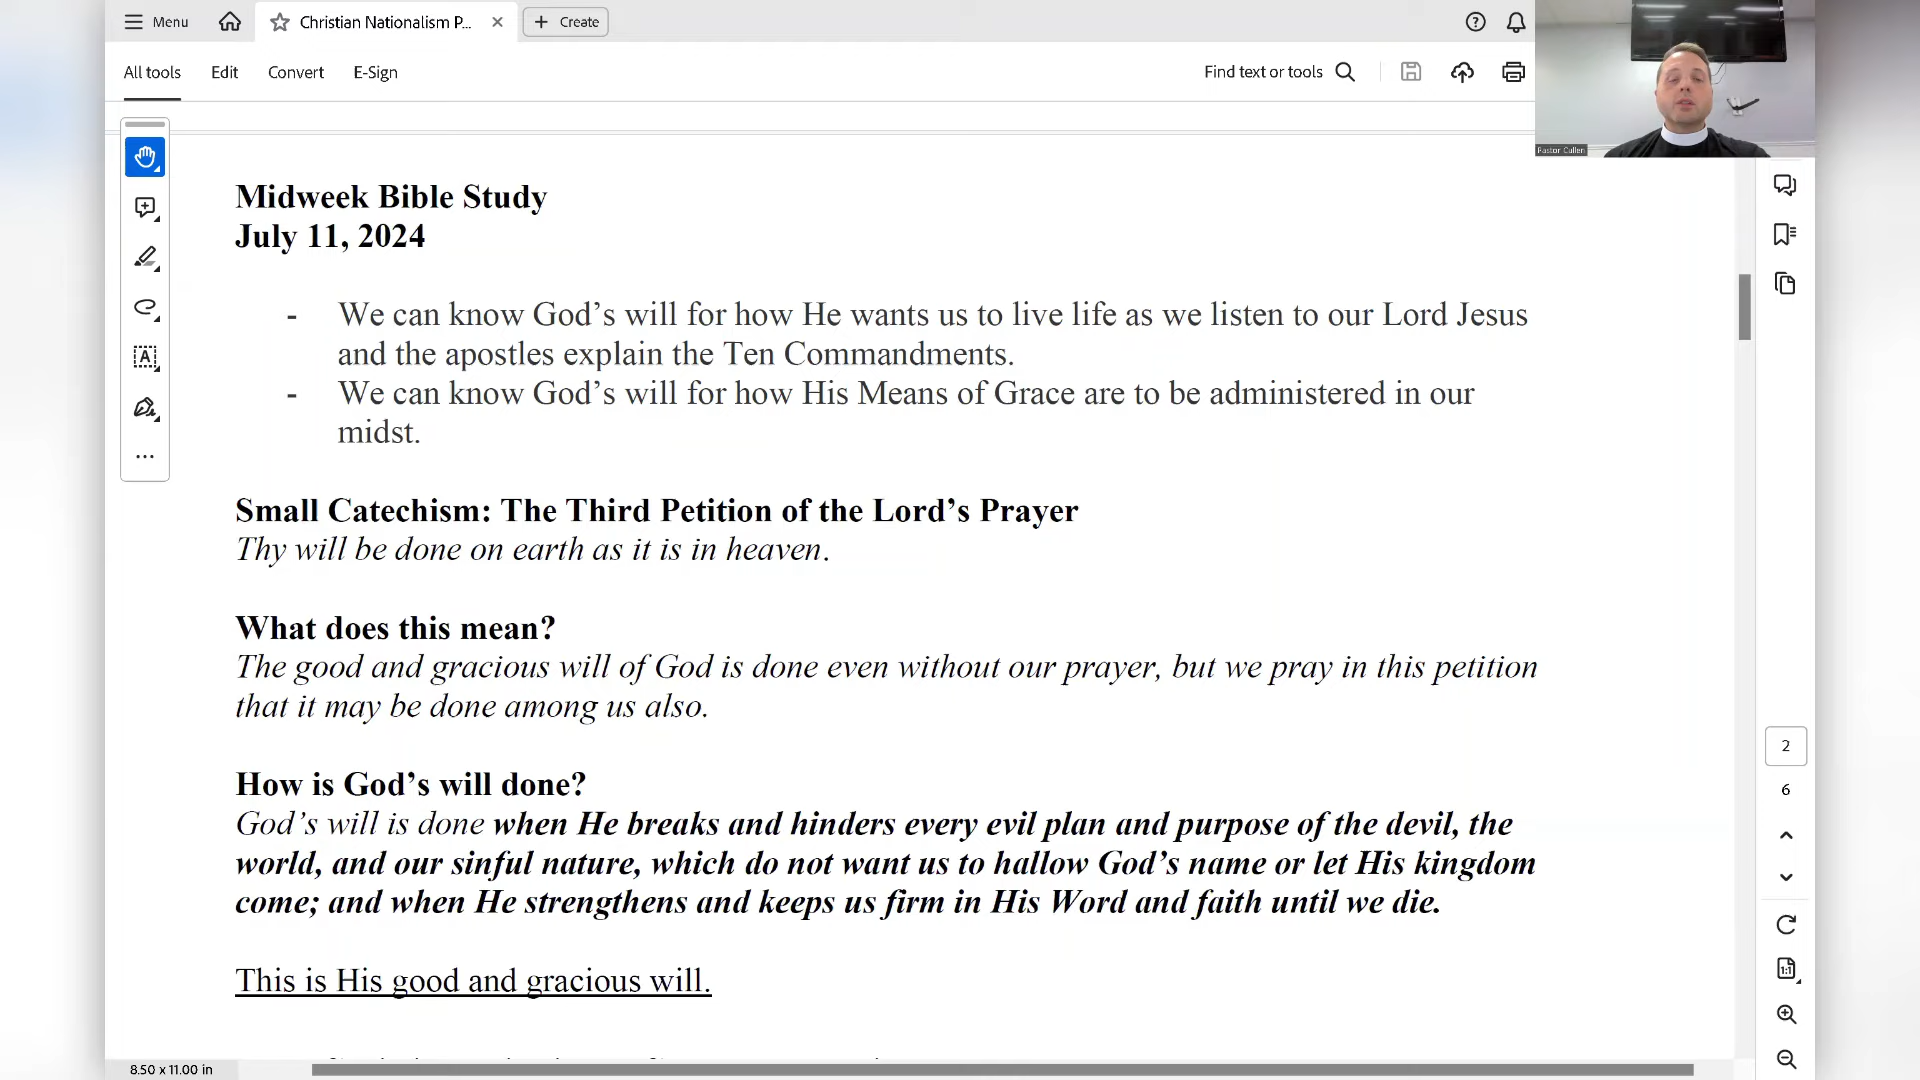 Menu
Christian Nationalism P...
Create
All tools
Edit
Convert
E-Sign
Find text or tools
Pastor Cullen
Midweek Bible Study
July 11, 2024
- We can know God’s will for how He wants us to live life as we listen to our Lord Jesus
and the apostles explain the Ten Commandments.
- We can know God’s will for how His Means of Grace are to be administered in our
midst.
Small Catechism: The Third Petition of the Lord’s Prayer
Thy will be done on earth as it is in heaven.
What does this mean?
The good and gracious will of God is done even without our prayer, but we pray in this petition
that it may be done among us also.
How is God’s will done?
God’s will is done when He breaks and hinders every evil plan and purpose of the devil, the
world, and our sinful nature, which do not want us to hallow God’s name or let His kingdom
come; and when He strengthens and keeps us firm in His Word and faith until we die.
This is His good and gracious will.
2
6
8.50 x 11.00 in